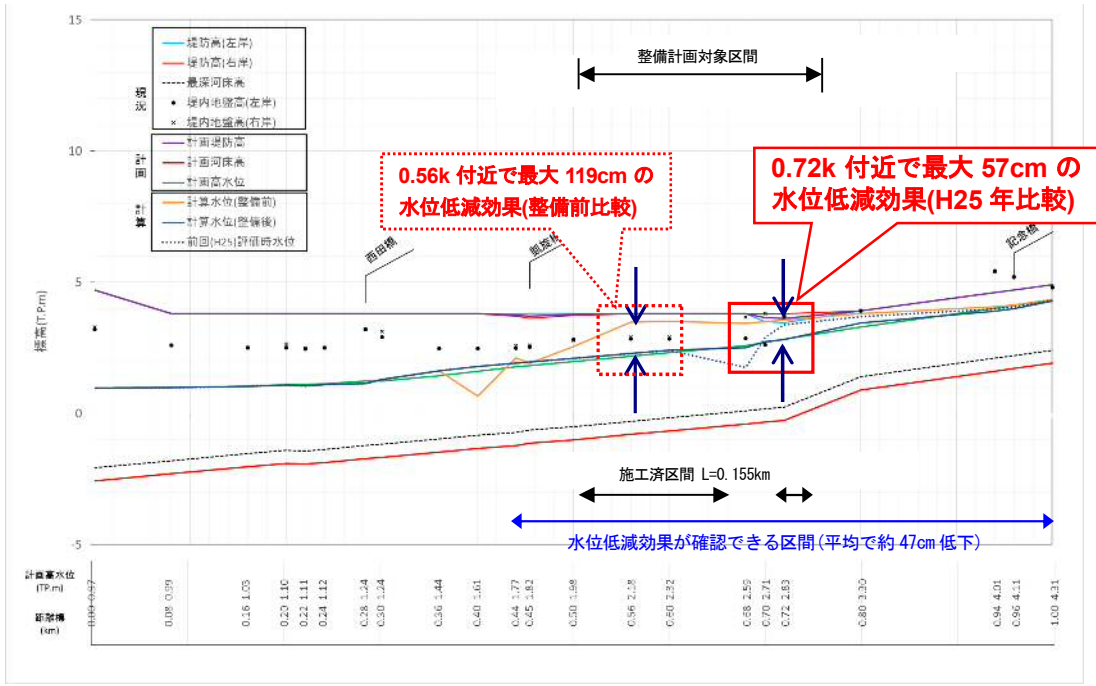 15
10
5
0
-5
標高(T.P.m)
現況
堤防高(左岸)
堤防高(右岸)
最深河床高
堤内地盤高(左岸)
堤内地盤高(右岸)
計画
計画堤防高
計画河床高
計画高水位
計算
計算水位(整備前)
計算水位(整備後)
前回(H25)評価時水位
整備計画対象区間
0.56k 付近で最大 119cm の
水位低減効果(整備前比較)
0.72k 付近で最大 57cm の
水位低減効果(H25 年比較)
西田橋
凱旋橋
記念橋
施工済区間 L=0.155km
水位低減効果が確認できる区間(平均で約 47cm 低下)
計画高水位
(TP.m)
距離標
(km)
0.00 0.97
0.08 0.99
0.16 1.05
0.20 1.10
0.22 1.11
0.24 1.12
0.28 1.24
0.30 1.24
0.36 1.44
0.40 1.61
0.44 1.77
0.45 1.82
0.50 1.98
0.56 2.18
0.60 2.32
0.68 2.59
0.70 2.71
0.72 2.83
0.80 3.30
0.94 4.01
0.96 4.11
1.00 4.31